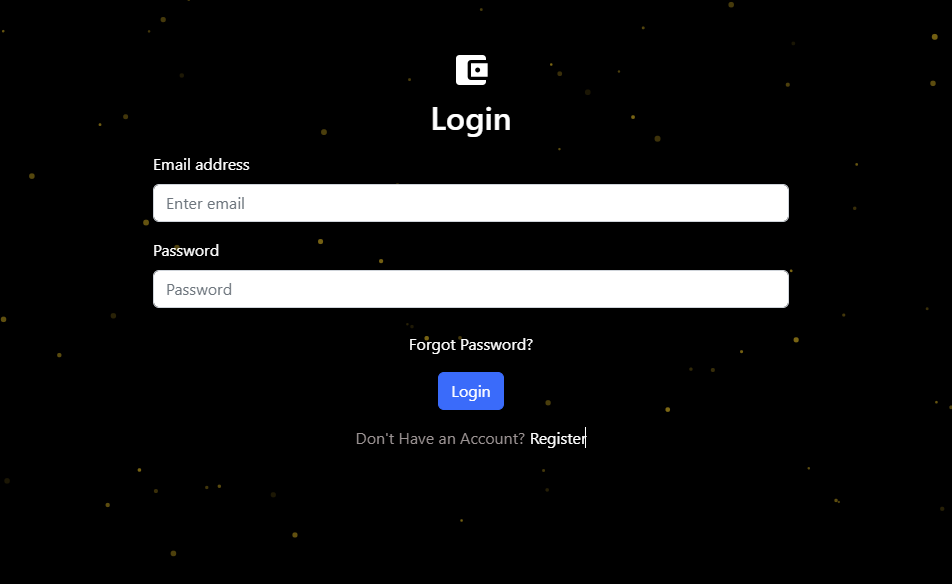 Login
Email address
Enter email
Password
Password
Forgot Password?
Login
Don't Have an Account? Register